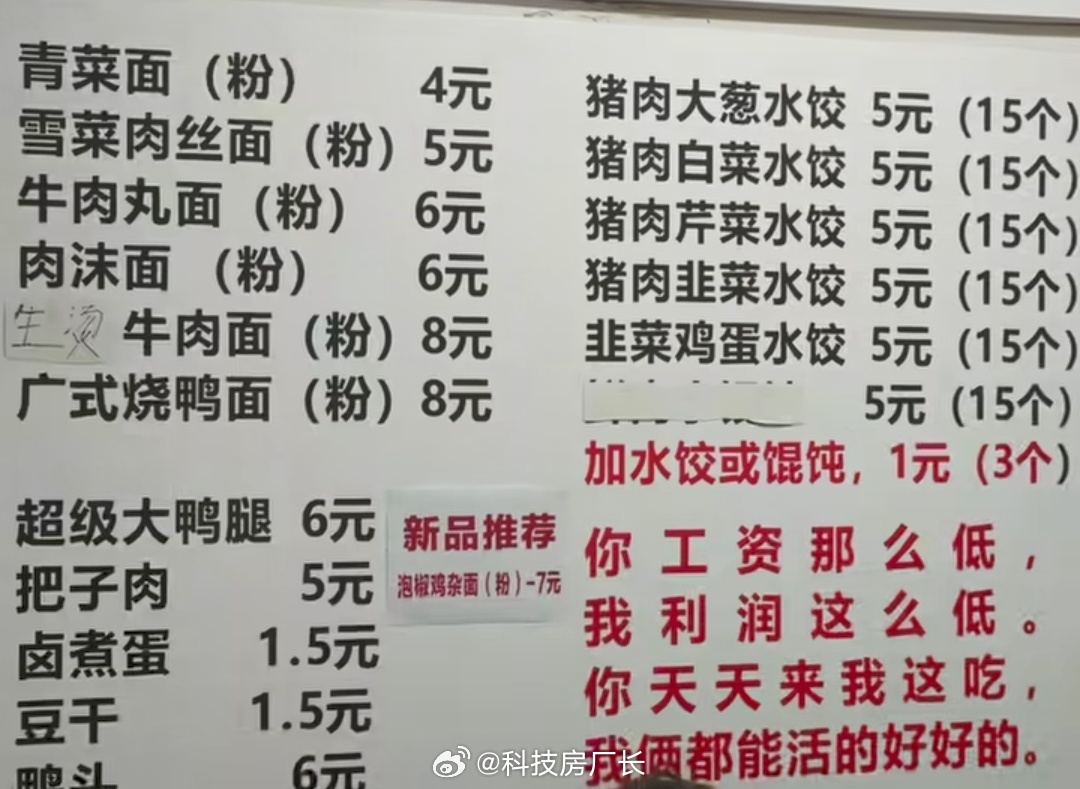 青菜面（粉） 4元
雪菜肉丝面（粉） 5元
牛肉丸面（粉） 6元
肉沫面（粉） 6元
生烫 牛肉面（粉） 8元
广式烧鸭面（粉） 8元
超级大鸭腿 6元
把子肉 5元
卤煮蛋 1.5元
豆干 1.5元
鸭头 6元
新品推荐
泡椒鸡杂面（粉）-7元
猪肉大葱水饺 5元（15个）
猪肉白菜水饺 5元（15个）
猪肉芹菜水饺 5元（15个）
猪肉韭菜水饺 5元（15个）
韭菜鸡蛋水饺 5元（15个）
5元（15个）
加水饺或馄饨，1元（3个）
你工资那么低，
我利润这么低。
你天天来我这吃，
我俩都能活的好好的。
@科技房厂长